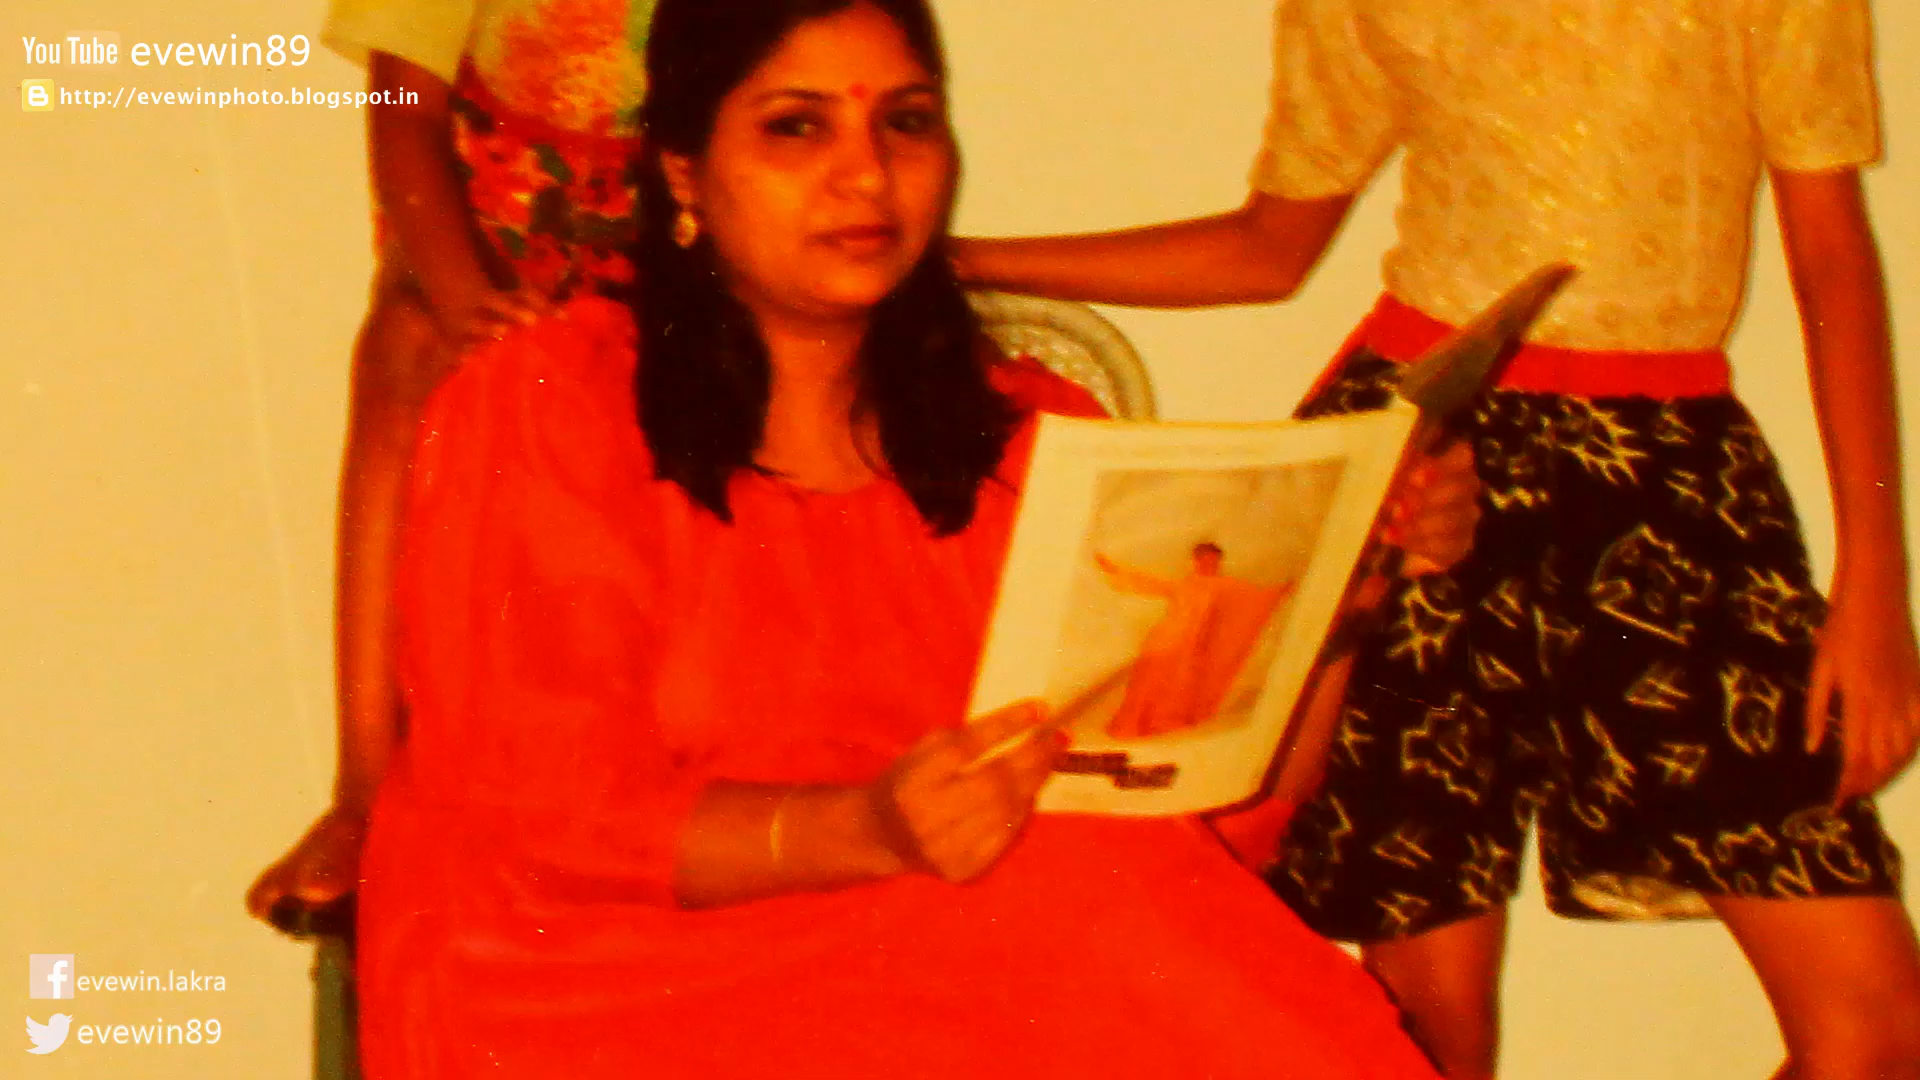 You Tube evewin89
http://evewinphoto.blogspot.in
evewin.lakra
evewin89